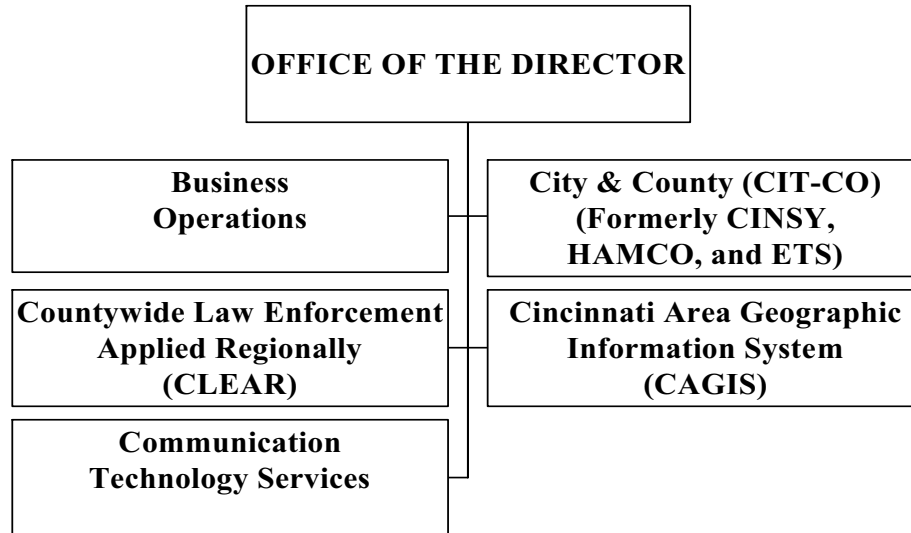 OFFICE OF THE DIRECTOR
Business
Operations
City & County (CIT-CO)
(Formerly CINSY,
HAMCO, and ETS)
Countywide Law Enforcement
Applied Regionally
(CLEAR)
Cincinnati Area Geographic
Information System
(CAGIS)
Communication
Technology Services